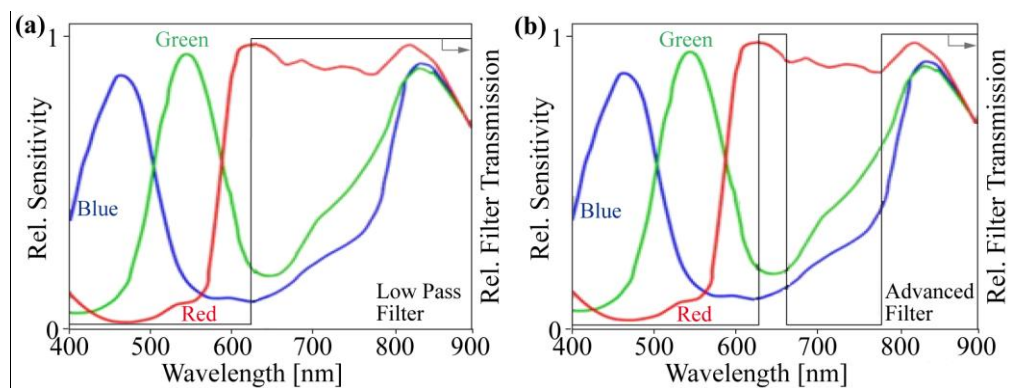 (a)
1
Green
Rel. Sensitivity
Blue
Red
Low Pass
Filter
0
400 500 600 700 800 900
Wavelength [nm]
Rel. Filter Transmission
(b)
1
Green
Rel. Sensitivity
Blue
Red
Advanced
Filter
0
400 500 600 700 800 900
Wavelength [nm]
Rel. Filter Transmission